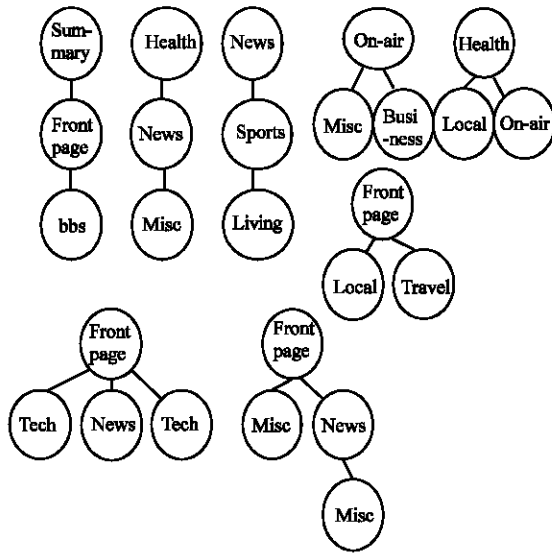 Sum-
mary
Health
News
On-air
Health
Front
page
News
Sports
Misc
Busi
-ness
Local
On-air
bbs
Misc
Living
Front
page
Local
Travel
Front
page
Front
page
Tech
News
Tech
Misc
News
Misc